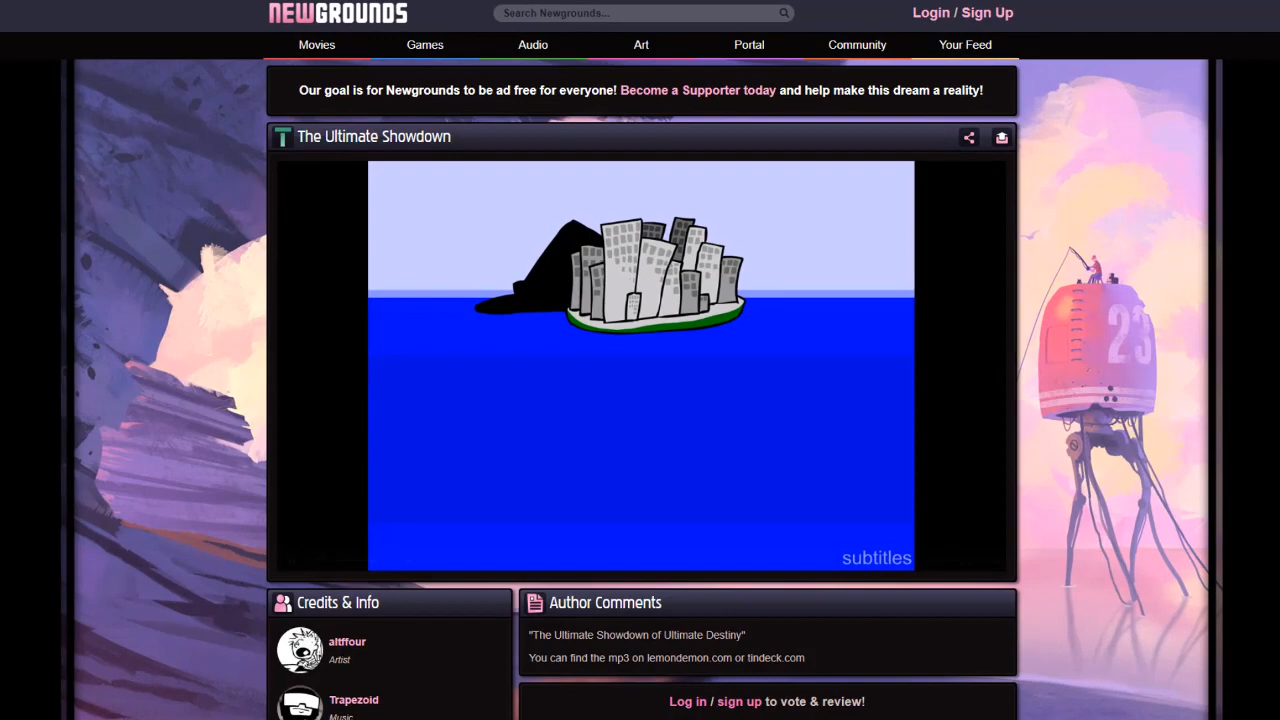 NEWGROUNDS
Search Newgrounds...
Login / Sign Up
Movies
Games
Audio
Art
Portal
Community
Your Feed
Our goal is for Newgrounds to be ad free for everyone! Become a Supporter today and help make this dream a reality!
T
The Ultimate Showdown
23
subtitles
Credits & Info
altffour
Artist
Trapezoid
Music
Author Comments
"The Ultimate Showdown of Ultimate Destiny"
You can find the mp3 on lemondemon.com or tindeck.com
Log in / sign up to vote & review!